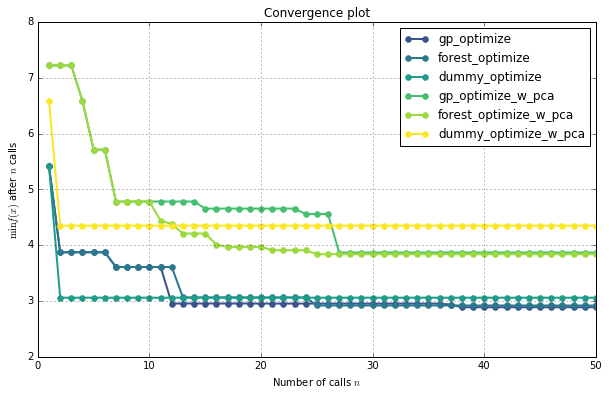 Convergence plot
min f(x) after n calls
8
7
6
5
4
3
2
0
10
20
30
40
50
Number of calls n
gp_optimize
forest_optimize
dummy_optimize
gp_optimize_w_pca
forest_optimize_w_pca
dummy_optimize_w_pca